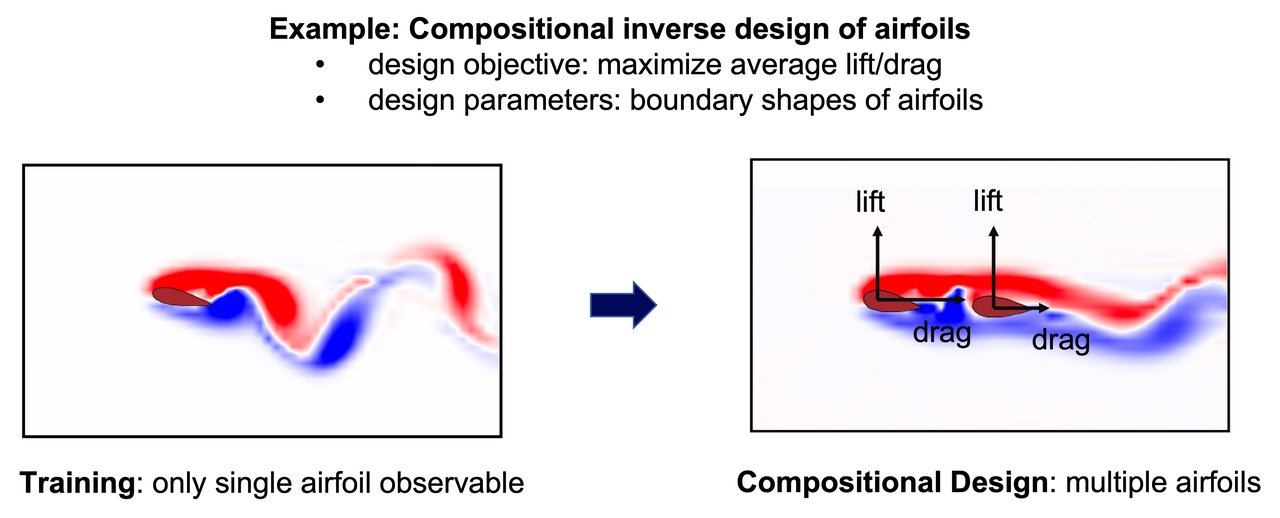 Example: Compositional inverse design of airfoils
• design objective: maximize average lift/drag
• design parameters: boundary shapes of airfoils
lift
lift
drag
drag
Training: only single airfoil observable
Compositional Design: multiple airfoils